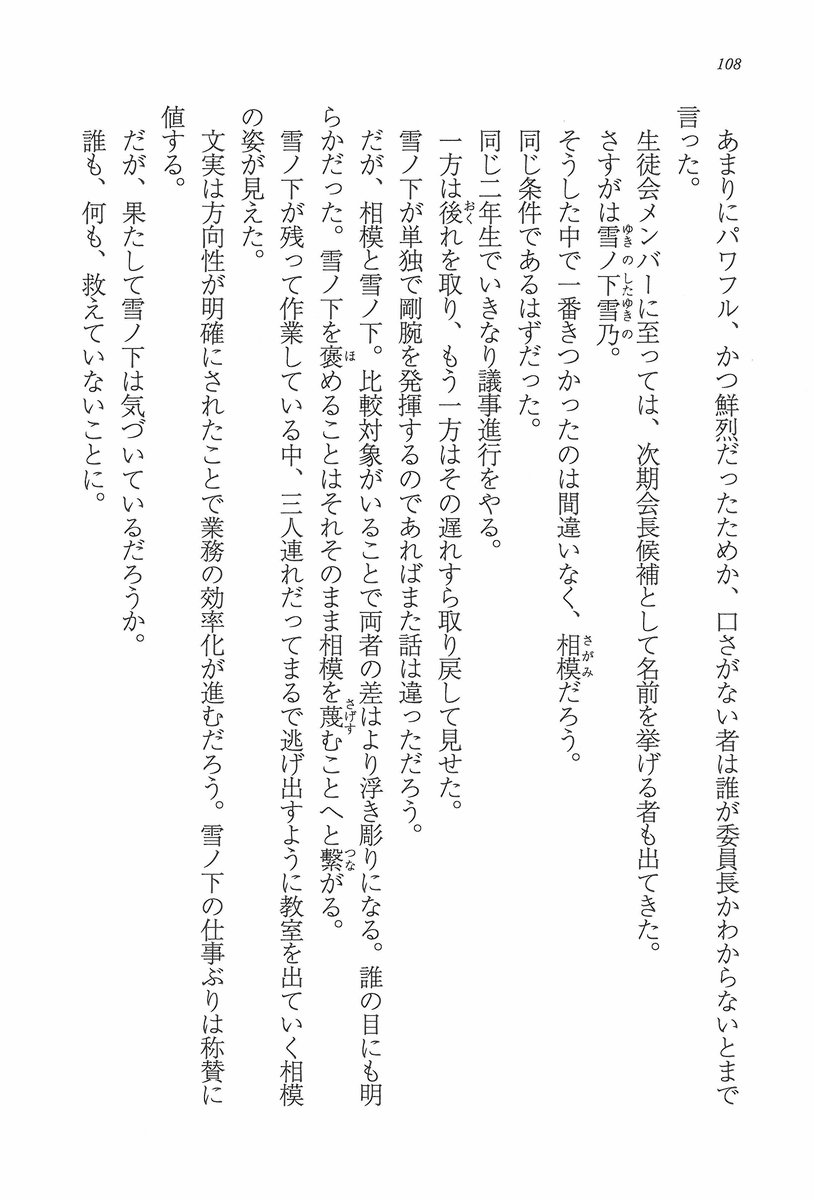 108
あまりにパワフル、かつ鮮烈だったためか、口さがない者は誰が委員長かわからないとまで
言った。
生徒会メンバーに至っては、次期会長候補として名前を挙げる者も出てきた。
さすがは雪ノ下雪乃。
そうした中で一番きつかったのは間違いなく、相模だろう。
同じ条件であるはずだった。
同じ二年生でいきなり議事進行をやる。
一方は後れを取り、もう一方はその遅れすら取り戻して見せた。
雪ノ下が単独で剛腕を発揮するのであればまた話は違っただろう。
だが、相模と雪ノ下。比較対象がいることで両者の差はより浮き彫りになる。誰の目にも明
らかだった。雪ノ下を褒めることはそれそのまま相模を蔑むことへと繫がる。
雪ノ下が残って作業している中、三人連れだってまるで逃げ出すように教室を出ていく相模
の姿が見えた。
文実は方向性が明確にされたことで業務の効率化が進むだろう。雪ノ下の仕事ぶりは称賛に
値する。
だが、果たして雪ノ下は気づいているだろうか。
誰も、何も、救えていないことに。